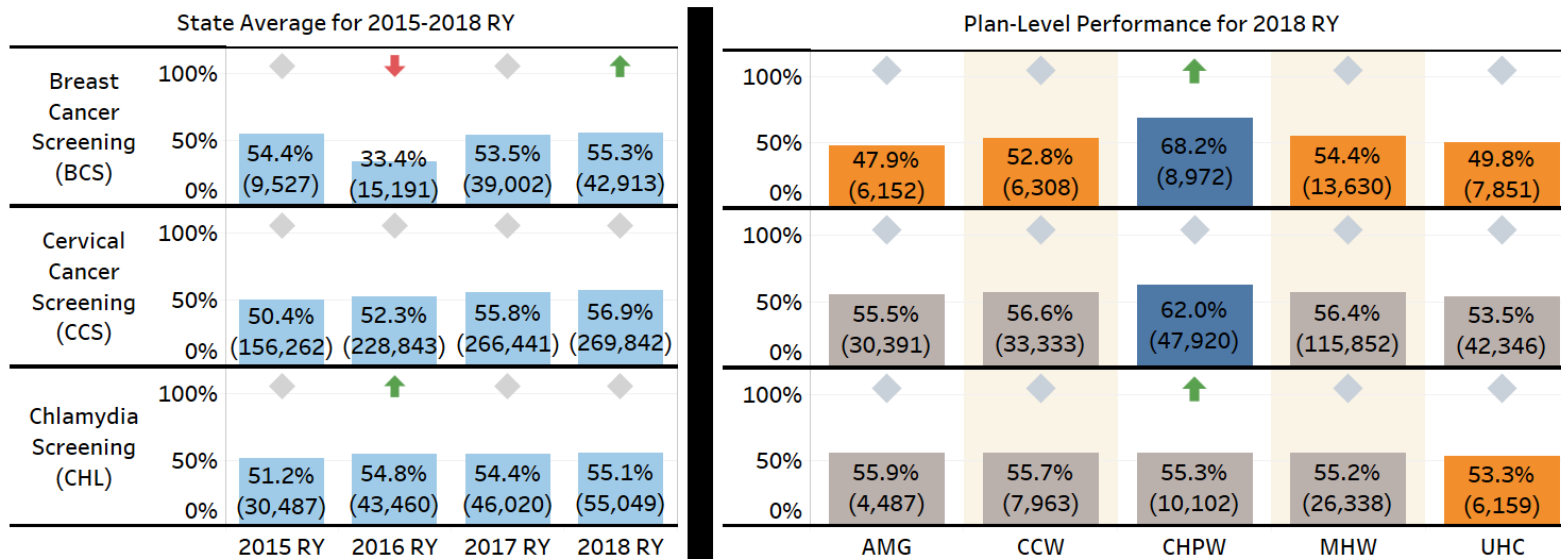 State Average for 2015-2018 RY
Breast
Cancer
Screening
(BCS)
100%
50%
0%
54.4% 33.4% 53.5% 55.3%
(9,527) (15,191) (39,002) (42,913)
Cervical
Cancer
Screening
(CCS)
100%
50%
0%
50.4% 52.3% 55.8% 56.9%
(156,262) (228,843) (266,441) (269,842)
Chlamydia
Screening
(CHL)
100%
50%
0%
51.2% 54.8% 54.4% 55.1%
(30,487) (43,460) (46,020) (55,049)
2015 RY 2016 RY 2017 RY 2018 RY
Plan-Level Performance for 2018 RY
100%
50%
0%
47.9% 52.8% 68.2% 54.4% 49.8%
(6,152) (6,308) (8,972) (13,630) (7,851)
100%
50%
0%
55.5% 56.6% 62.0% 56.4% 53.5%
(30,391) (33,333) (47,920) (115,852) (42,346)
100%
50%
0%
55.9% 55.7% 55.3% 55.2% 53.3%
(4,487) (7,963) (10,102) (26,338) (6,159)
AMG CCW CHPW MHW UHC